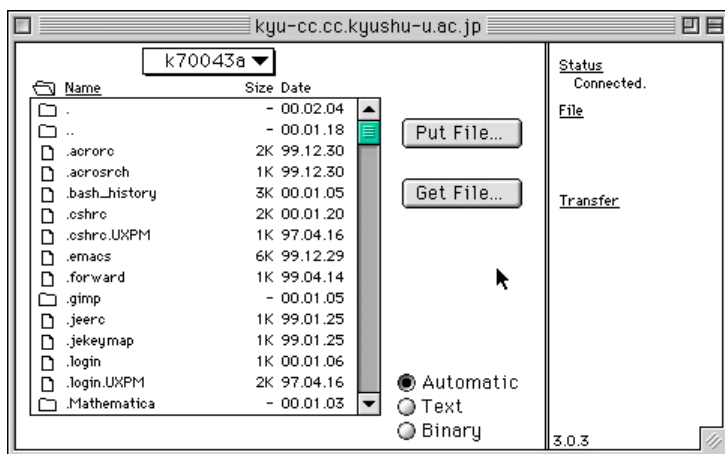 kyu-cc.cc.kyushu-u.ac.jp
k70043a
Name Size Date
. - 00.02.04
.. - 00.01.18
.acrorc 2K 99.12.30
.acrosrch 1K 99.12.30
.bash_history 3K 00.01.05
.cshrc 2K 00.01.20
.cshrc.UXPM 1K 97.04.16
.emacs 6K 99.12.29
.forward 1K 99.04.14
.gimp - 00.01.05
.jeerc 1K 99.01.25
.jekeymap 1K 99.01.25
.login 1K 00.01.06
.login.UXPM 2K 97.04.16
.Mathematica - 00.01.03
Put File...
Get File...
Automatic
Text
Binary
Status
Connected.
File
Transfer
3.0.3